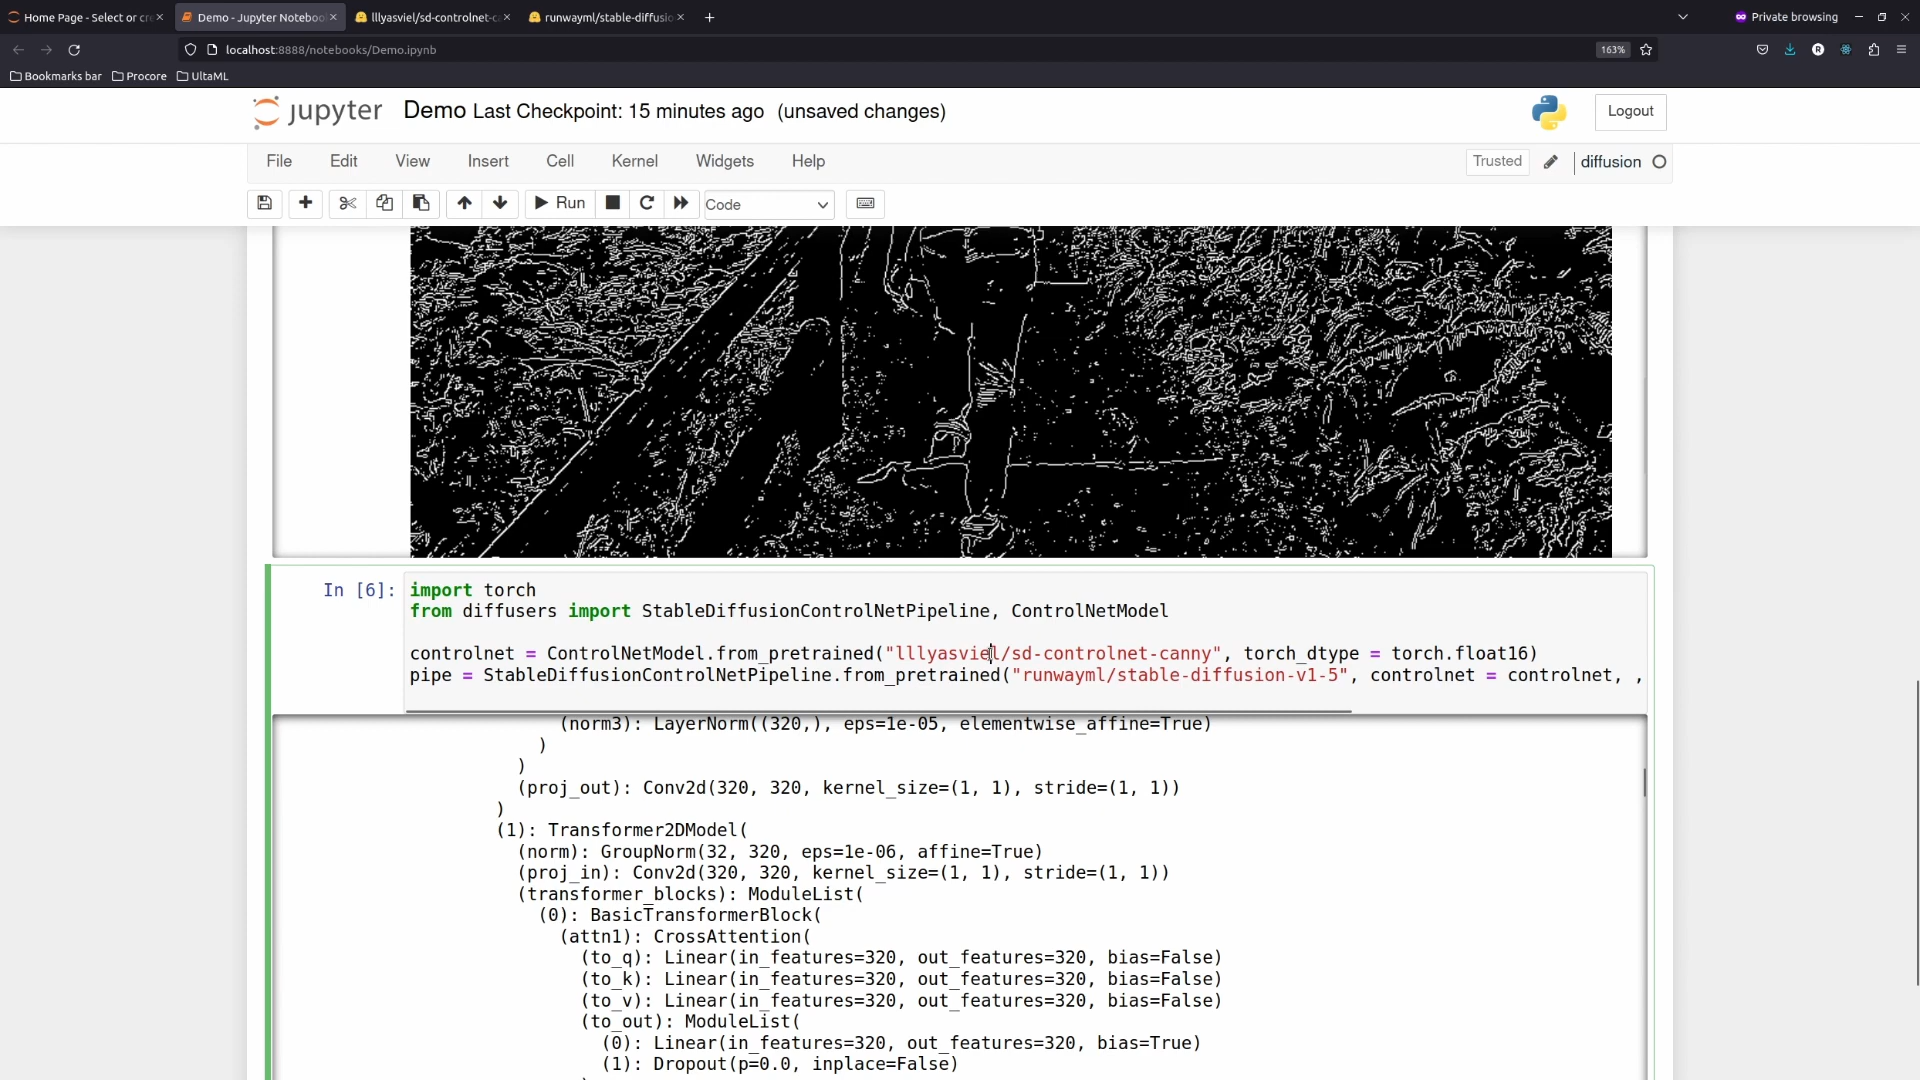 Home Page - Select or cre
Demo - Jupyter Noteboo
lllyasviel/sd-controlnet-ca
runwayml/stable-diffusio
Private browsing
localhost:8888/notebooks/Demo.ipynb
163%
Bookmarks bar
Procore
UltaML
jupyter
Demo Last Checkpoint: 15 minutes ago (unsaved changes)
Logout
File Edit View Insert Cell Kernel Widgets Help
Trusted
diffusion
Run
Code
In [6]:
import torch
from diffusers import StableDiffusionControlNetPipeline, ControlNetModel
controlnet = ControlNetModel.from_pretrained("lllyasviel/sd-controlnet-canny", torch_dtype = torch.float16)
pipe = StableDiffusionControlNetPipeline.from_pretrained("runwayml/stable-diffusion-v1-5", controlnet = controlnet, ,
(norm3): LayerNorm((320,), eps=1e-05, elementwise_affine=True)
)
)
(proj_out): Conv2d(320, 320, kernel_size=(1, 1), stride=(1, 1))
)
(1): Transformer2DModel(
(norm): GroupNorm(32, 320, eps=1e-06, affine=True)
(proj_in): Conv2d(320, 320, kernel_size=(1, 1), stride=(1, 1))
(transformer_blocks): ModuleList(
(0): BasicTransformerBlock(
(attn1): CrossAttention(
(to_q): Linear(in_features=320, out_features=320, bias=False)
(to_k): Linear(in_features=320, out_features=320, bias=False)
(to_v): Linear(in_features=320, out_features=320, bias=False)
(to_out): ModuleList(
(0): Linear(in_features=320, out_features=320, bias=True)
(1): Dropout(p=0.0, inplace=False)